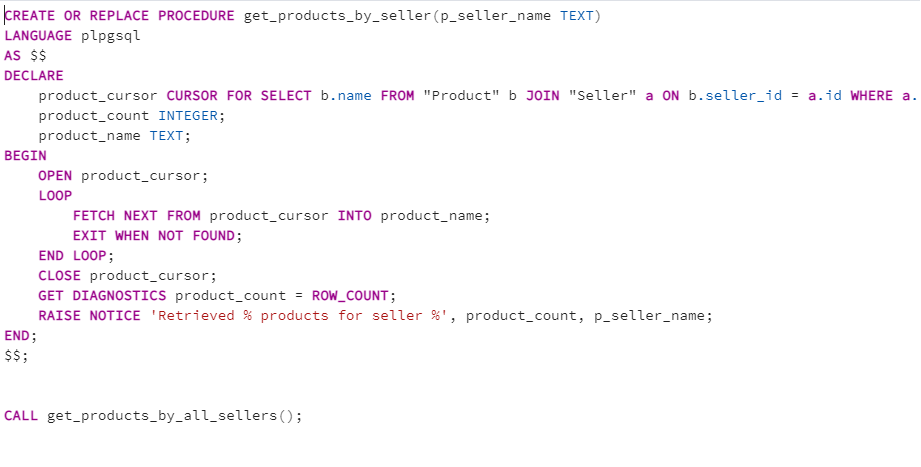 CREATE OR REPLACE PROCEDURE get_products_by_seller(p_seller_name TEXT)
LANGUAGE plpgsql
AS $$
DECLARE
    product_cursor CURSOR FOR SELECT b.name FROM "Product" b JOIN "Seller" a ON b.seller_id = a.id WHERE a.
    product_count INTEGER;
    product_name TEXT;
BEGIN
    OPEN product_cursor;
    LOOP
        FETCH NEXT FROM product_cursor INTO product_name;
        EXIT WHEN NOT FOUND;
    END LOOP;
    CLOSE product_cursor;
    GET DIAGNOSTICS product_count = ROW_COUNT;
    RAISE NOTICE 'Retrieved % products for seller %', product_count, p_seller_name;
END;
$$;
CALL get_products_by_all_sellers();